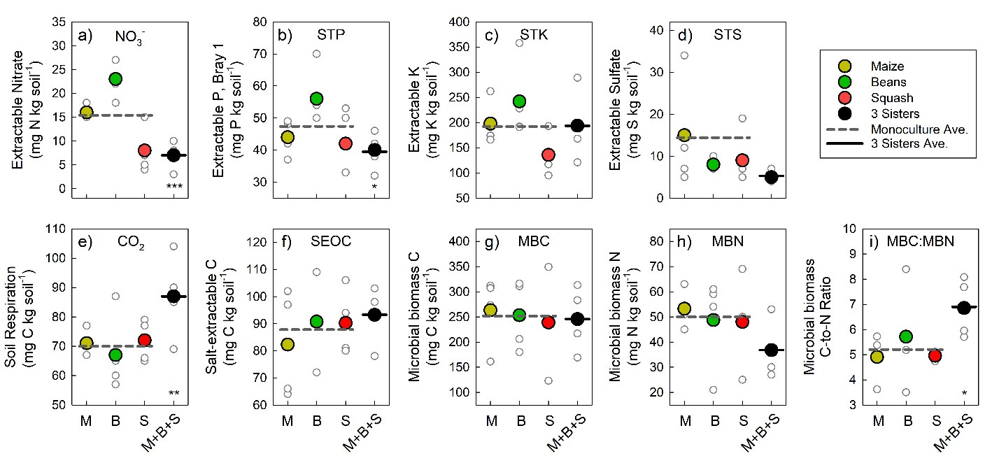 a) NO₃⁻
Extractable Nitrate
(mg N kg soil⁻¹)
35
30
25
20
15
10
5
0
***
b) STP
Extractable P, Bray 1
(mg P kg soil⁻¹)
80
70
60
50
40
30
*
c) STK
Extractable K
(mg K kg soil⁻¹)
400
350
300
250
200
150
100
50
d) STS
Extractable Sulfate
(mg S kg soil⁻¹)
40
30
20
10
0
Maize
Beans
Squash
3 Sisters
Monoculture Ave.
3 Sisters Ave.
e) CO₂
Soil Respiration
(mg C kg soil⁻¹)
110
100
90
80
70
60
50
**
M B S M+B+S
f) SEOC
Salt-extractable C
(mg C kg soil⁻¹)
120
100
80
60
M B S M+B+S
g) MBC
Microbial biomass C
(mg C kg soil⁻¹)
400
350
300
250
200
150
100
M B S M+B+S
h) MBN
Microbial biomass N
(mg N kg soil⁻¹)
80
70
60
50
40
30
20
M B S M+B+S
i) MBC:MBN
Microbial biomass
C-to-N Ratio
10
9
8
7
6
5
4
3
*
M B S M+B+S